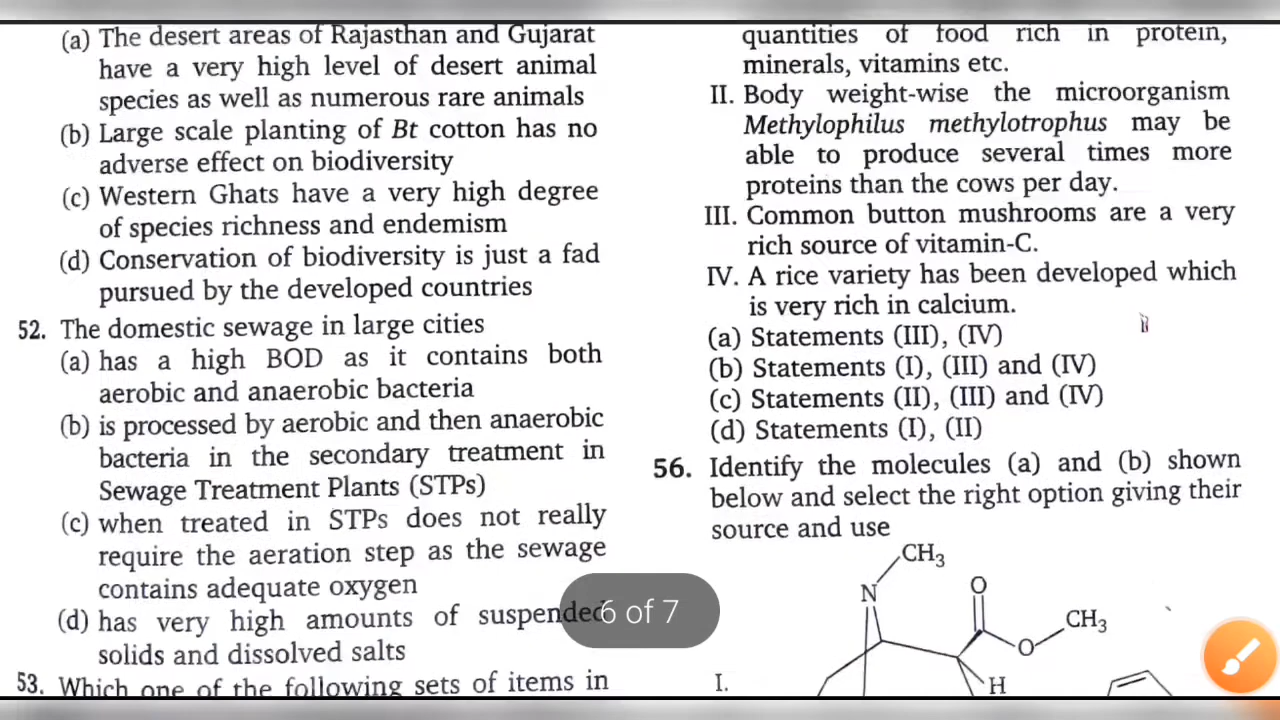 (a) The desert areas of Rajasthan and Gujarat
have a very high level of desert animal
species as well as numerous rare animals
(b) Large scale planting of Bt cotton has no
adverse effect on biodiversity
(c) Western Ghats have a very high degree
of species richness and endemism
(d) Conservation of biodiversity is just a fad
pursued by the developed countries
52. The domestic sewage in large cities
(a) has a high BOD as it contains both
aerobic and anaerobic bacteria
(b) is processed by aerobic and then anaerobic
bacteria in the secondary treatment in
Sewage Treatment Plants (STPs)
(c) when treated in STPs does not really
require the aeration step as the sewage
contains adequate oxygen
(d) has very high amounts of suspended
solids and dissolved salts
53. Which one of the following sets of items in
quantities of food rich in protein,
minerals, vitamins etc.
II. Body weight-wise the microorganism
Methylophilus methylotrophus may be
able to produce several times more
proteins than the cows per day.
III. Common button mushrooms are a very
rich source of vitamin-C.
IV. A rice variety has been developed which
is very rich in calcium.
(a) Statements (III), (IV)
(b) Statements (I), (III) and (IV)
(c) Statements (II), (III) and (IV)
(d) Statements (I), (II)
56. Identify the molecules (a) and (b) shown
below and select the right option giving their
source and use
CH3
N
O
CH3
O
I.
H
6 of 7